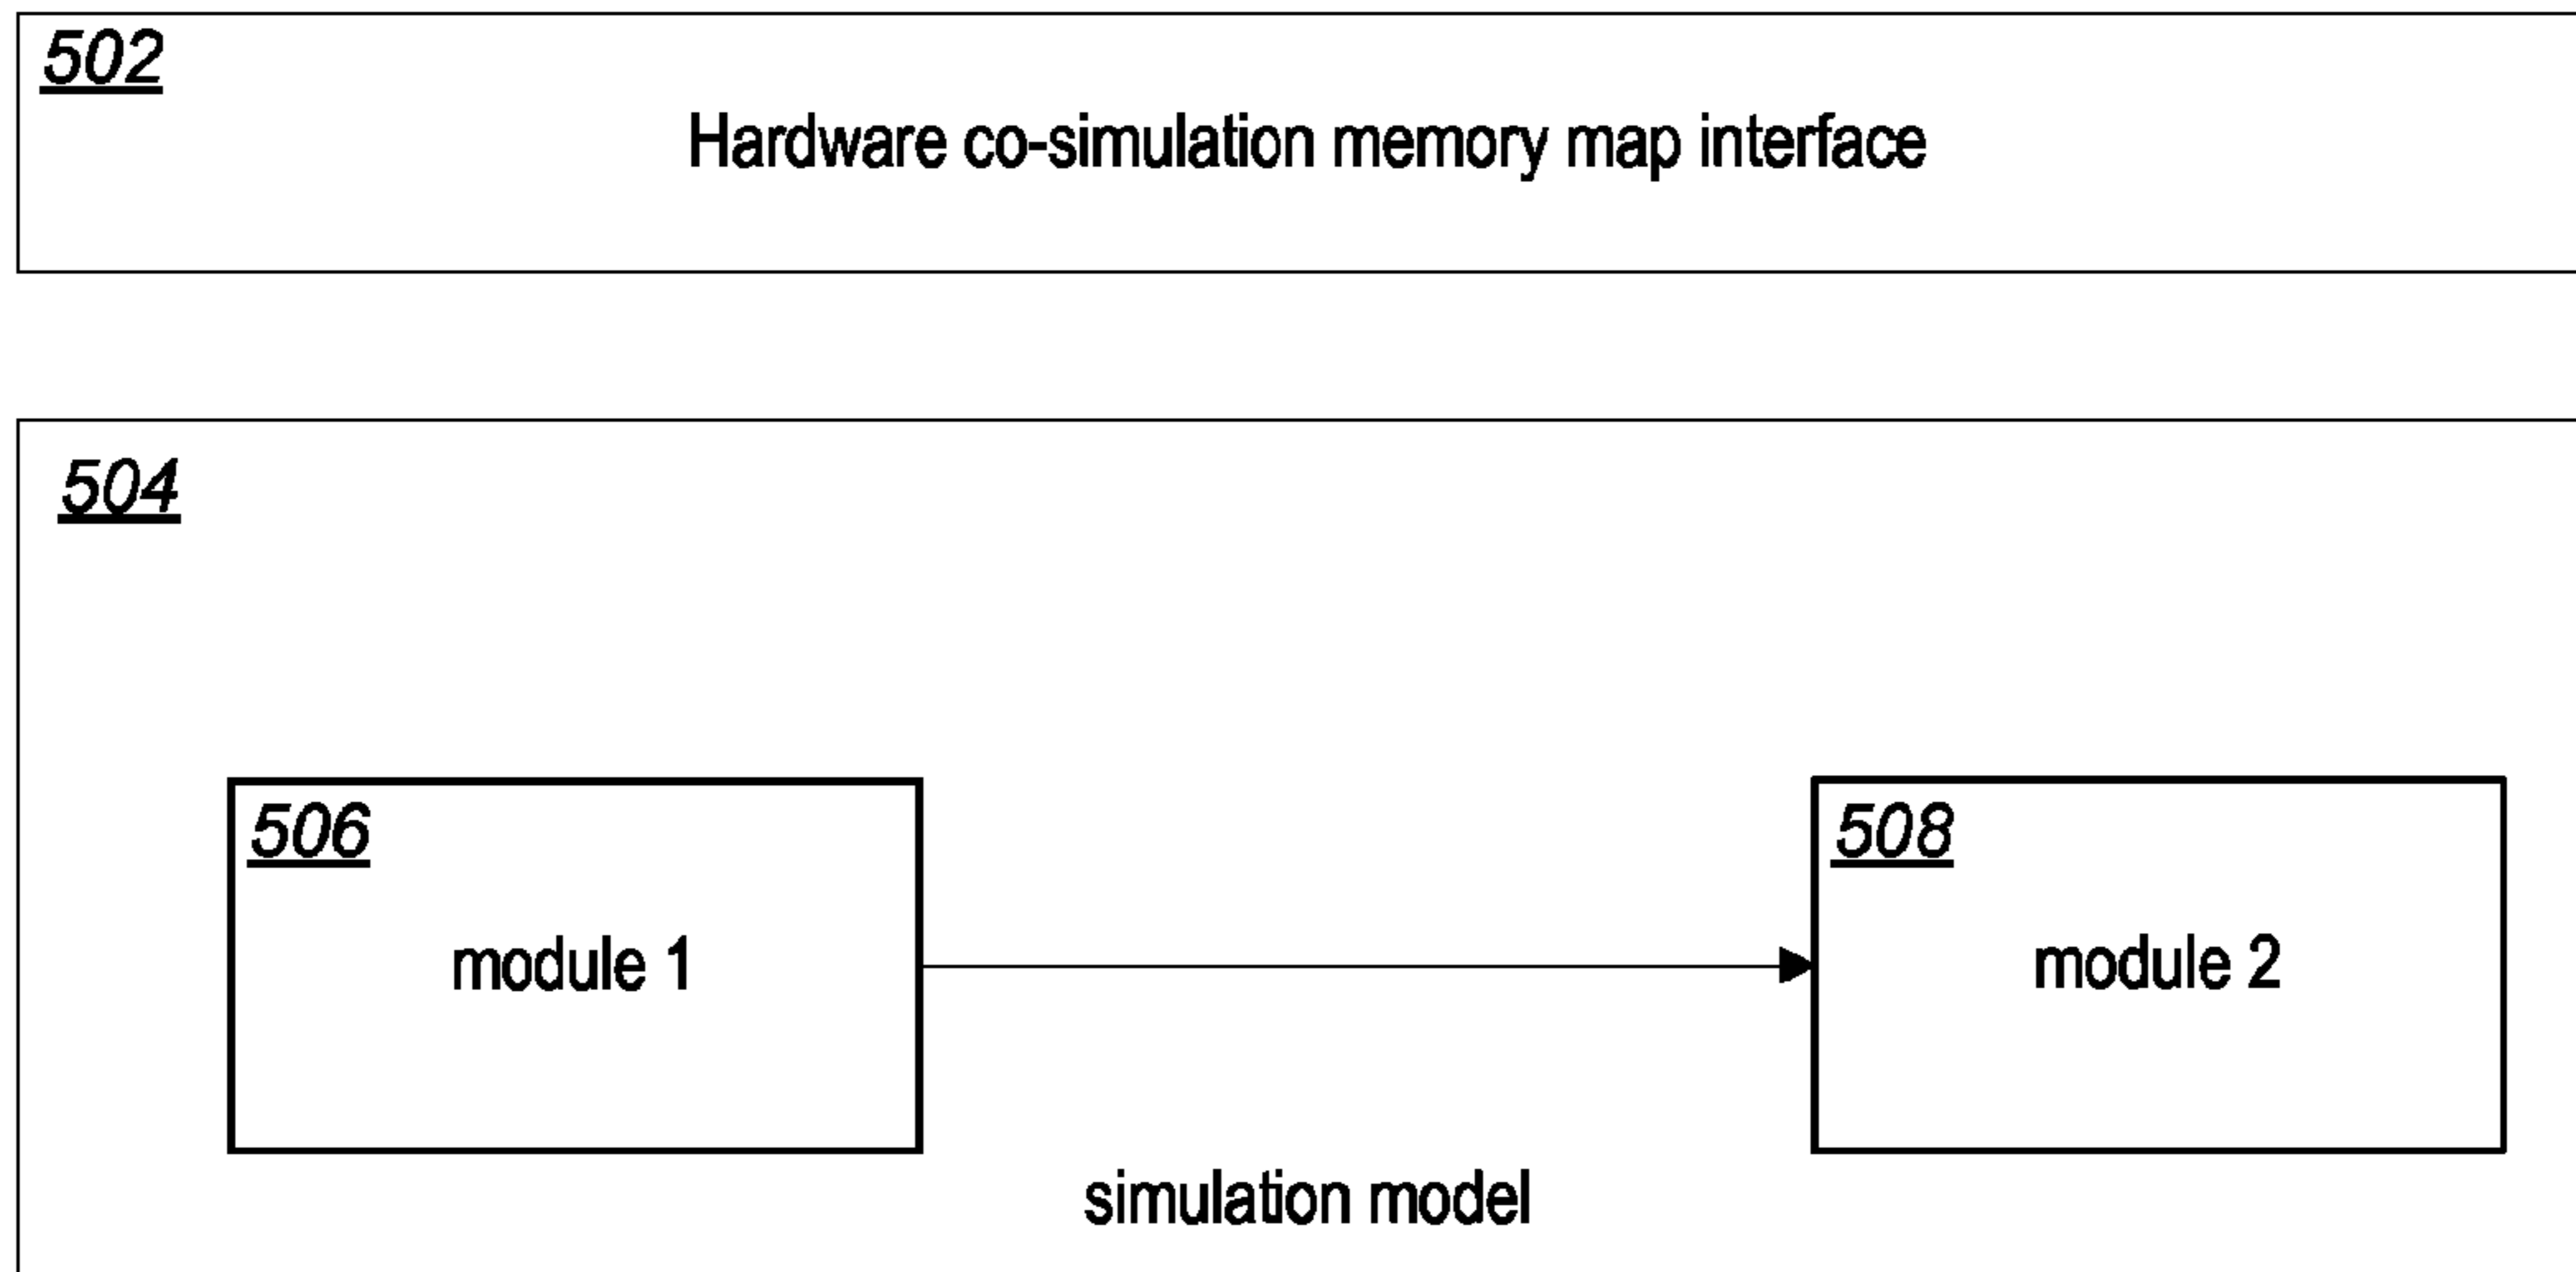 502
Hardware co-simulation memory map interface
504
506
508
module 1
module 2
simulation model